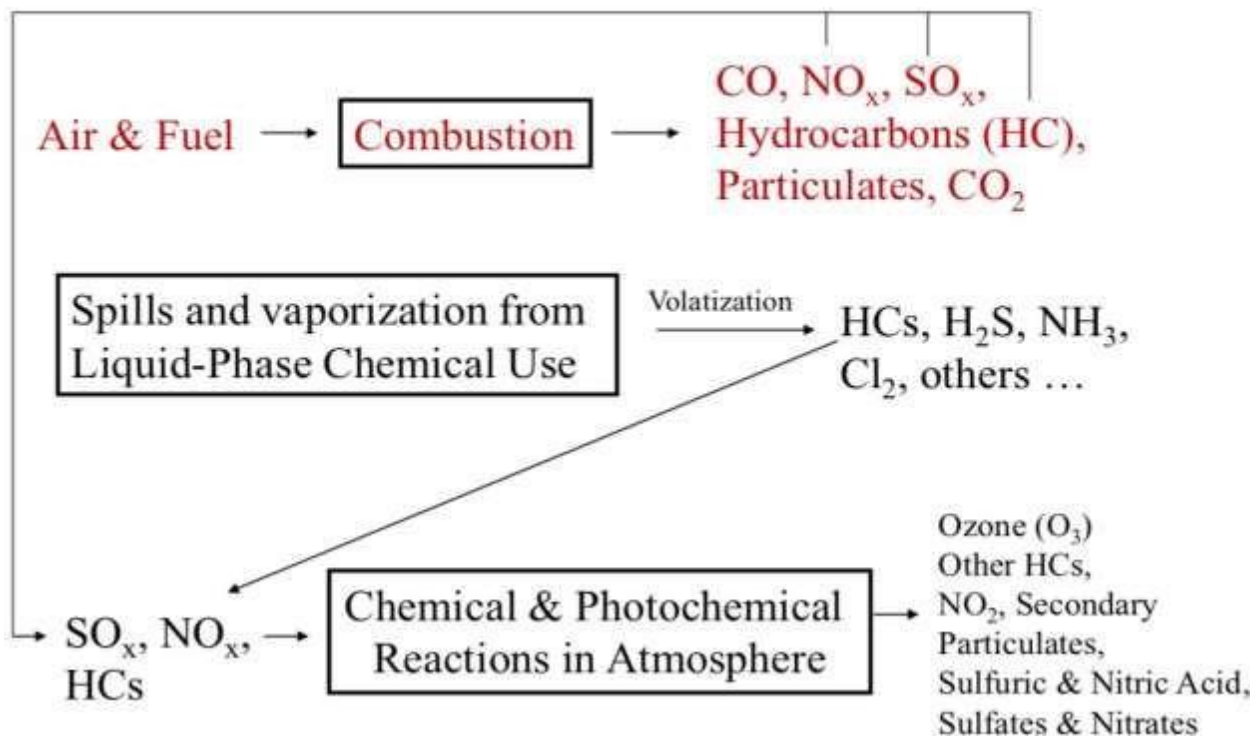 Air & Fuel
Combustion
CO, NOₓ, SOₓ,
Hydrocarbons (HC),
Particulates, CO₂
Spills and vaporization from
Liquid-Phase Chemical Use
Volatization
HCs, H₂S, NH₃,
Cl₂, others …
SOₓ, NOₓ,
HCs
Chemical & Photochemical
Reactions in Atmosphere
Ozone (O₃)
Other HCs,
NO₂, Secondary
Particulates,
Sulfuric & Nitric Acid,
Sulfates & Nitrates